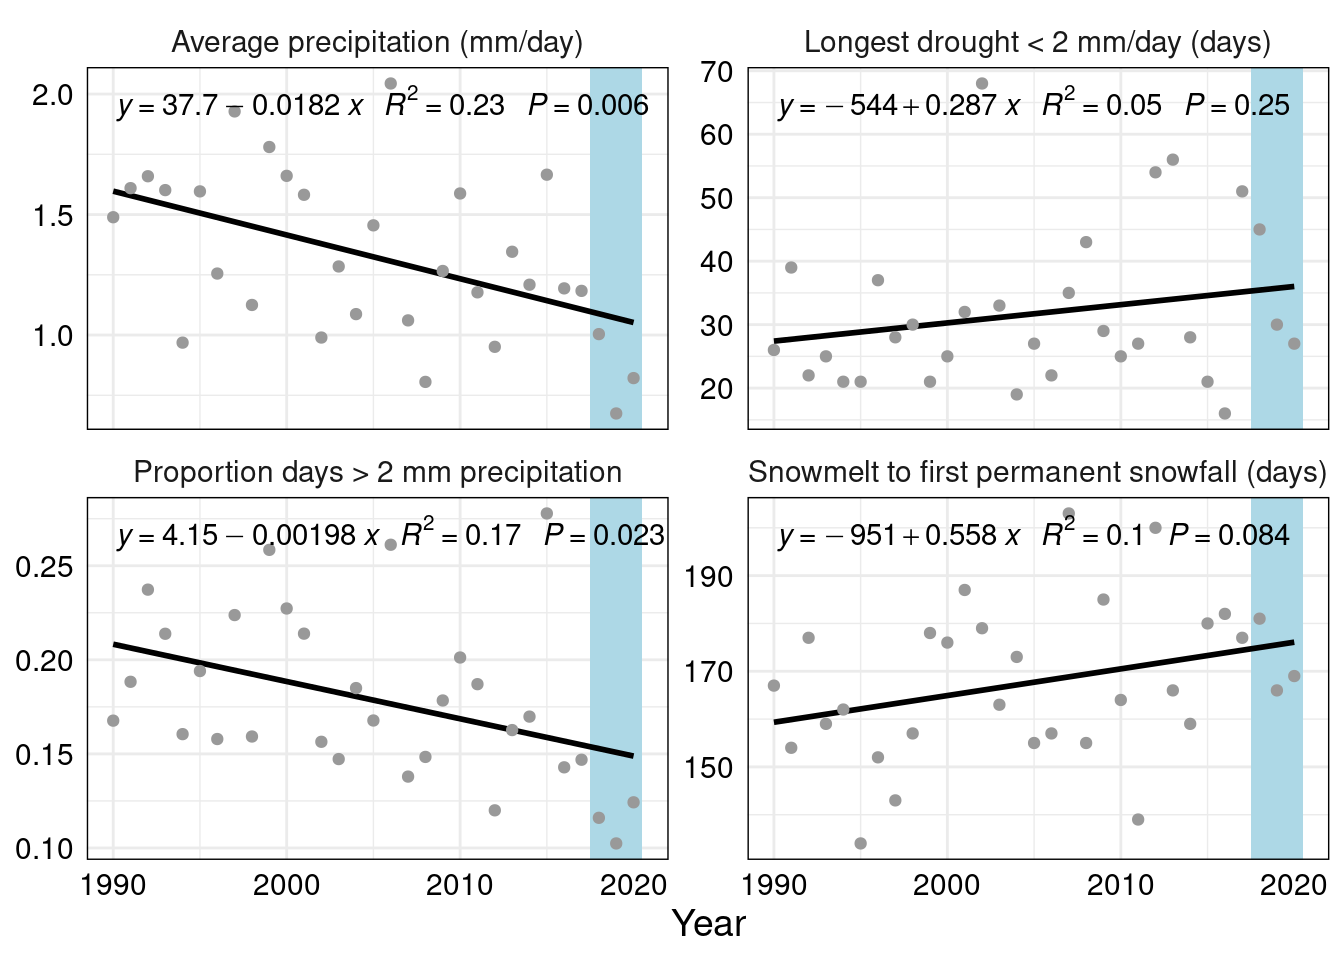 Average precipitation (mm/day)
2.0
1.5
1.0
y = 37.7 − 0.0182 x R² = 0.23 P = 0.006
Longest drought < 2 mm/day (days)
70
60
50
40
30
20
y = − 544 + 0.287 x R² = 0.05 P = 0.25
Proportion days > 2 mm precipitation
0.25
0.20
0.15
0.10
y = 4.15 − 0.00198 x R² = 0.17 P = 0.023
1990 2000 2010 2020
Snowmelt to first permanent snowfall (days)
190
170
150
y = − 951 + 0.558 x R² = 0.1 P = 0.084
1990 2000 2010 2020
Year